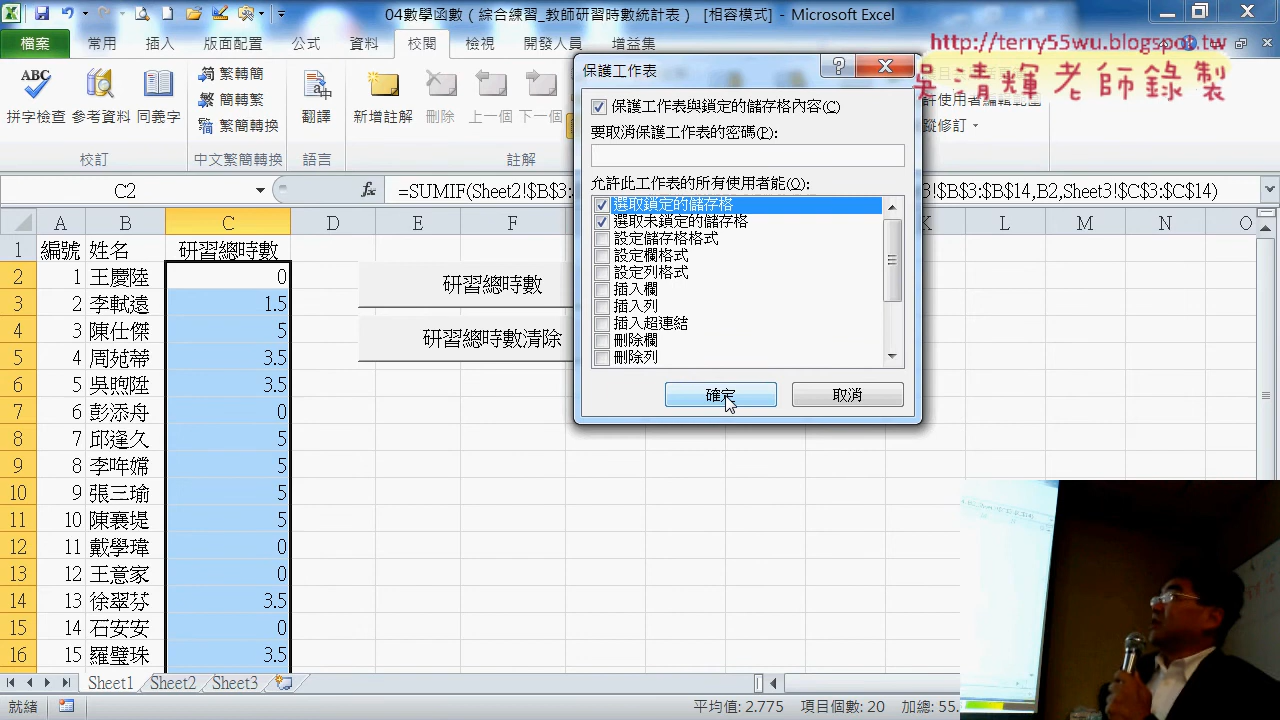 04數學函數（綜合練習_教師研習時數統計表） [相容模式] - Microsoft Excel
http://terry55wu.blogspot.tw
吳清輝老師錄製
檔案 常用 插入 版面配置 公式 資料 校閱 檢視 開發人員 增益集
ABC
拼字檢查 參考資料 同義字
繁轉簡
簡轉繁
繁簡轉換
翻譯
新增註解 刪除 上一個 下一個
校訂 中文繁簡轉換 語言 註解
C2 fx =SUMIF(Sheet2!$B$3: !$B$3:$B$14,B2,Sheet3!$C$3:$C$14)
A B C D E F K L M N O
1 編號 姓名 研習總時數
2 1 王慶陸 0
3 2 李軾遠 1.5
4 3 陳仕傑 5
5 4 周苑蒂 3.5
6 5 吳煦陞 3.5
7 6 彭添舟 0
8 7 邱逢久 5
9 8 李哖嫦 5
10 9 張三瑜 5
11 10 陳襄堤 5
12 11 戴學瑋 0
13 12 王意家 0
14 13 徐翠芬 3.5
15 14 石安安 0
16 15 羅璧珠 3.5
研習總時數
研習總時數清除
保護工作表
保護工作表與鎖定的儲存格內容(C)
要取消保護工作表的密碼(P):
允許此工作表的所有使用者能(O):
選取鎖定的儲存格
選取未鎖定的儲存格
設定儲存格格式
設定欄格式
設定列格式
插入欄
插入列
插入超連結
刪除欄
刪除列
確定 取消
Sheet1 Sheet2 Sheet3
就緒 平均值: 2.775 項目個數: 20 加總: 55.